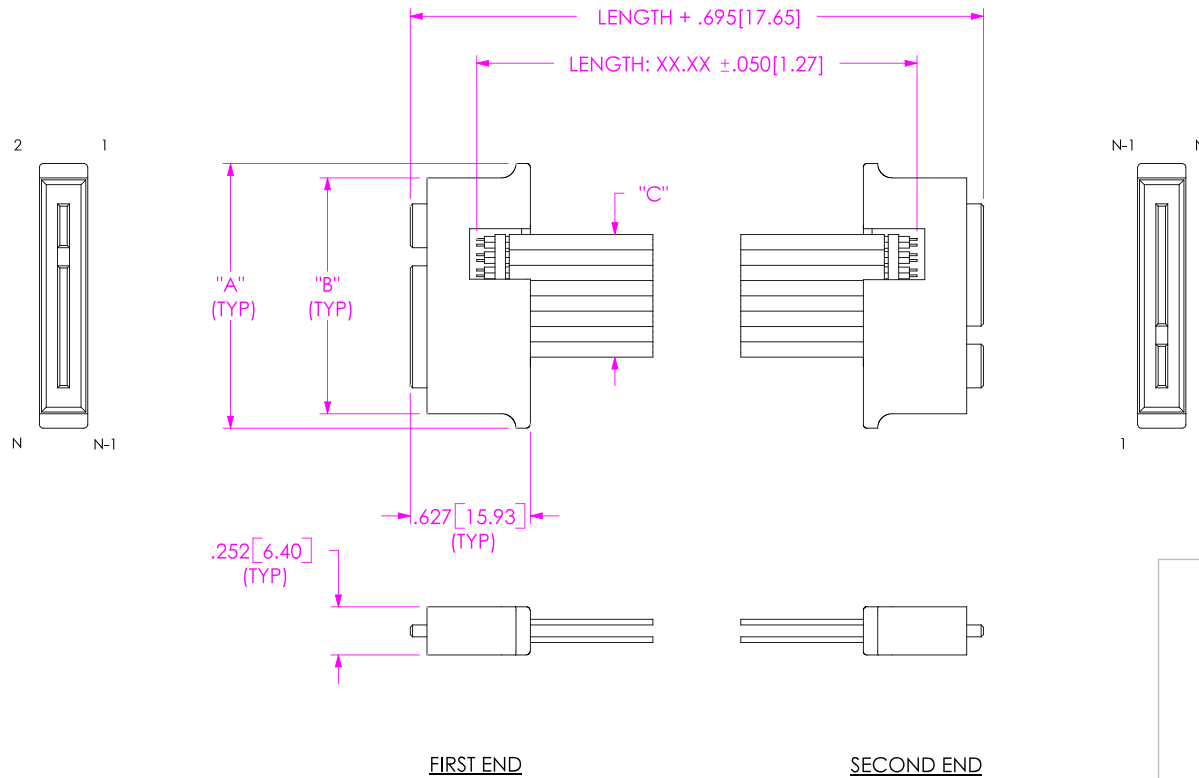 LENGTH + .695[17.65]
LENGTH: XX.XX ±.050[1.27]
2 1
N-1 N
"C"
"A"
(TYP)
"B"
(TYP)
N N-1
1
.627[15.93]
(TYP)
.252[6.40]
(TYP)
FIRST END
SECOND END